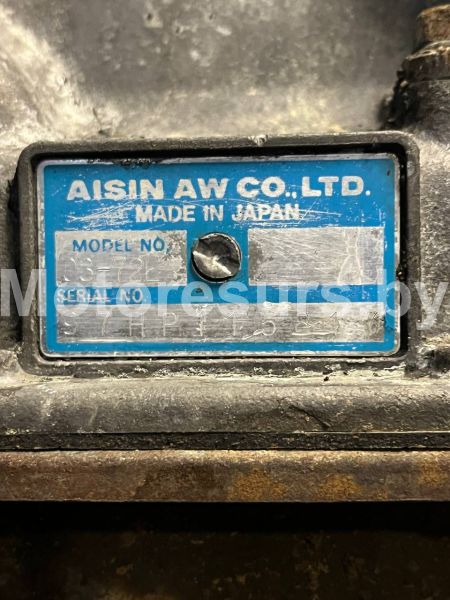 AISIN AW CO.,LTD.
MADE IN JAPAN
MODEL NO.
Motoresurs.by
SERIAL NO.